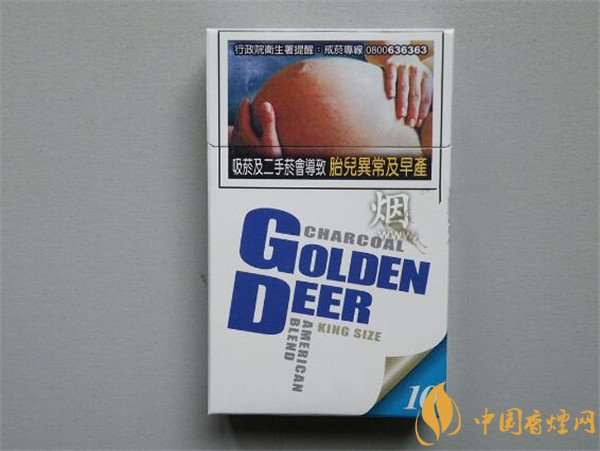 行政院衛生署提醒：戒菸專線 0800636363
吸菸及二手菸會導致 胎兒異常及早產
烟
www.
CHARCOAL
GOLDEN
DEER
KING SIZE
AMERICAN
BLEND
10
中国香煙网